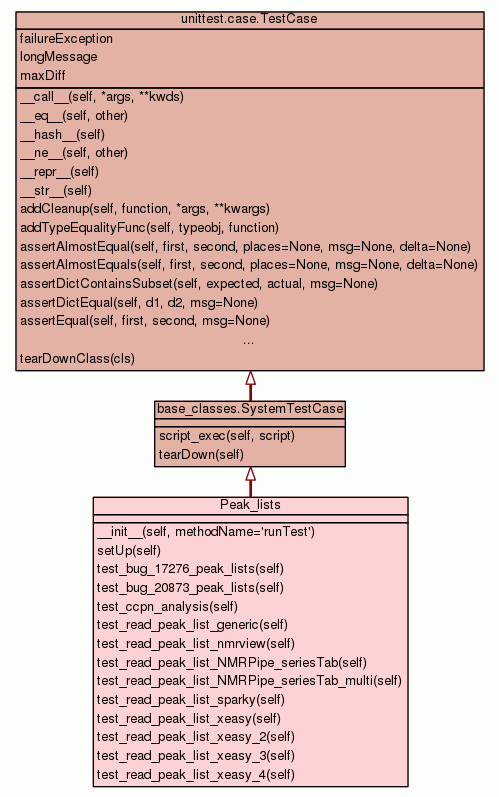 unittest.case.TestCase
failureException
longMessage
maxDiff
__call__(self, *args, **kwds)
__eq__(self, other)
__hash__(self)
__ne__(self, other)
__repr__(self)
__str__(self)
addCleanup(self, function, *args, **kwargs)
addTypeEqualityFunc(self, typeobj, function)
assertAlmostEqual(self, first, second, places=None, msg=None, delta=None)
assertAlmostEquals(self, first, second, places=None, msg=None, delta=None)
assertDictContainsSubset(self, expected, actual, msg=None)
assertDictEqual(self, d1, d2, msg=None)
assertEqual(self, first, second, msg=None)
...
tearDownClass(cls)
base_classes.SystemTestCase
script_exec(self, script)
tearDown(self)
Peak_lists
__init__(self, methodName='runTest')
setUp(self)
test_bug_17276_peak_lists(self)
test_bug_20873_peak_lists(self)
test_ccpn_analysis(self)
test_read_peak_list_generic(self)
test_read_peak_list_nmrview(self)
test_read_peak_list_NMRPipe_seriesTab(self)
test_read_peak_list_NMRPipe_seriesTab_multi(self)
test_read_peak_list_sparky(self)
test_read_peak_list_xeasy(self)
test_read_peak_list_xeasy_2(self)
test_read_peak_list_xeasy_3(self)
test_read_peak_list_xeasy_4(self)